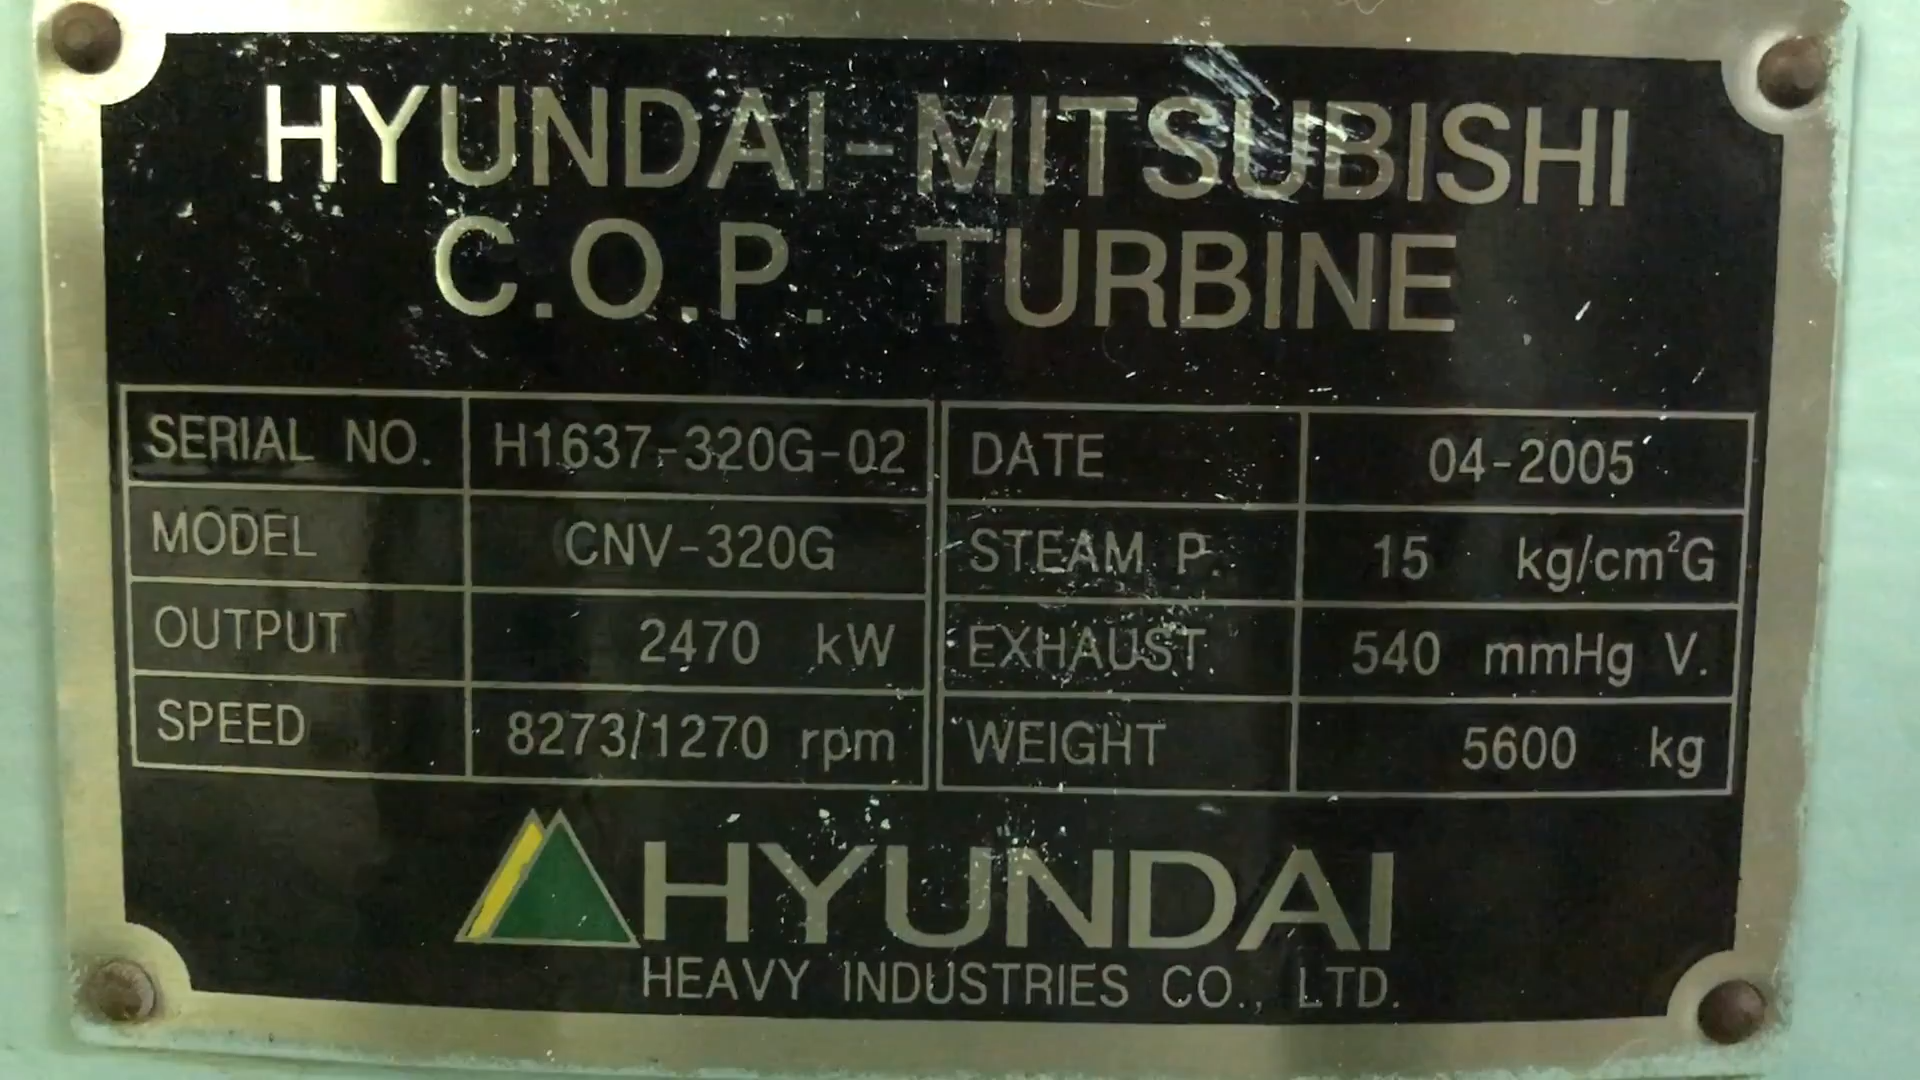 HYUNDAI-MITSUBISHI
C.O.P. TURBINE
SERIAL NO. H1637-320G-02 DATE 04-2005
MODEL CNV-320G STEAM P. 15 kg/cm²G
OUTPUT 2470 kW EXHAUST. 540 mmHg V.
SPEED 8273/1270 rpm WEIGHT 5600 kg
HYUNDAI
HEAVY INDUSTRIES CO., LTD.